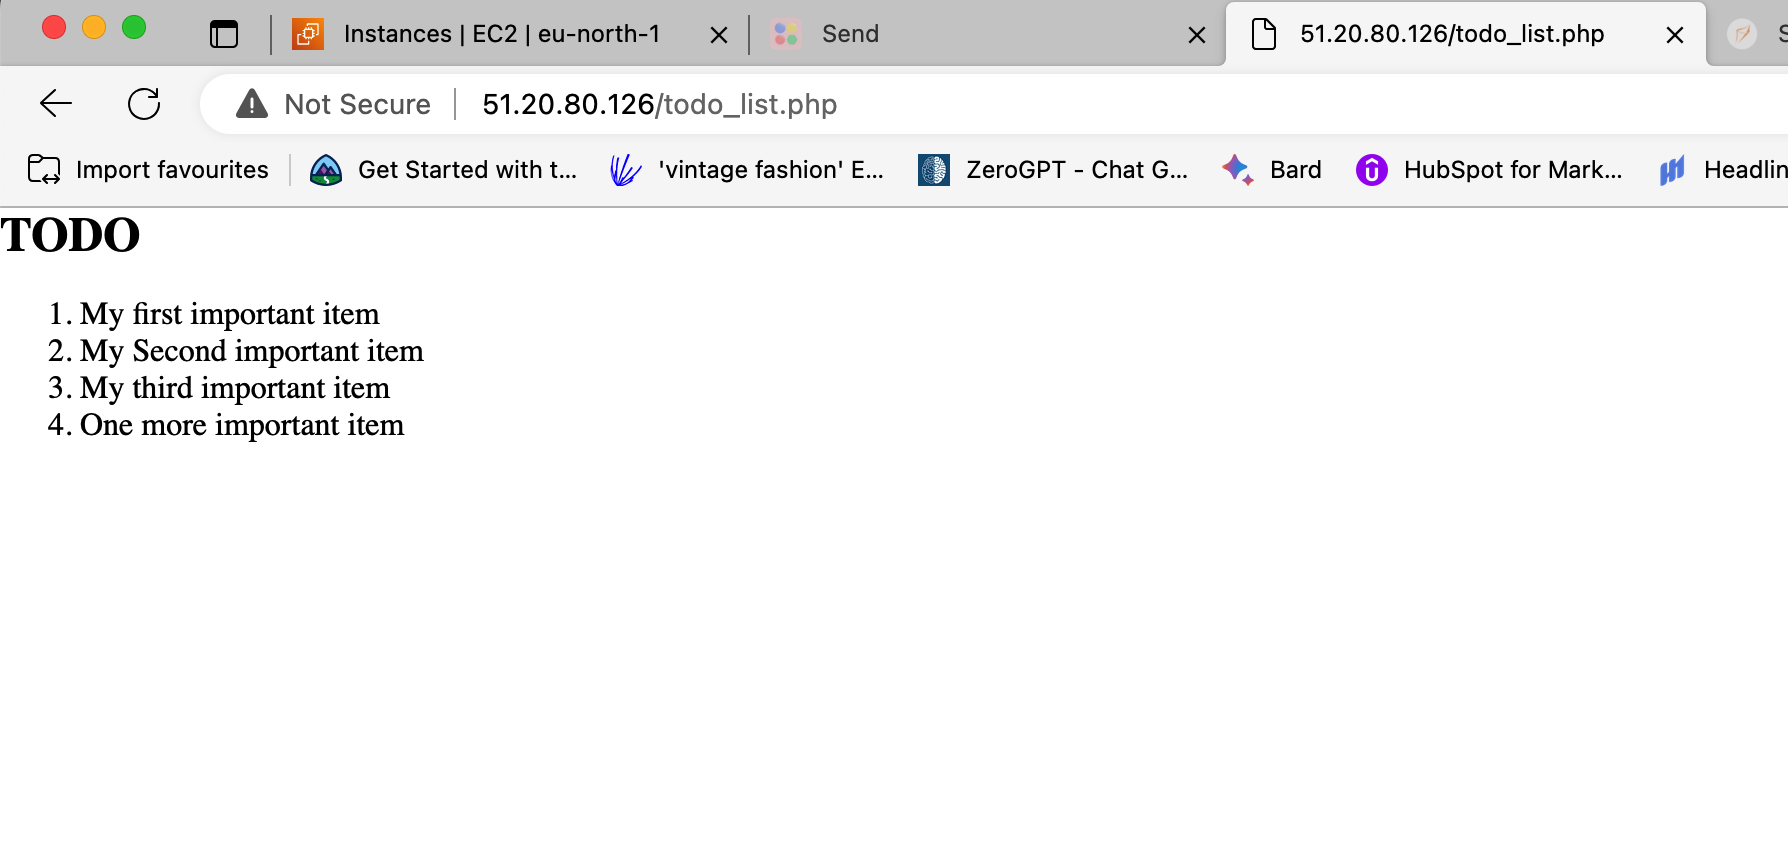 Instances | EC2 | eu-north-1
Send
51.20.80.126/todo_list.php
Not Secure
51.20.80.126/todo_list.php
Import favourites
Get Started with t...
'vintage fashion' E...
ZeroGPT - Chat G...
Bard
HubSpot for Mark...
Headlin
TODO
1. My first important item
2. My Second important item
3. My third important item
4. One more important item